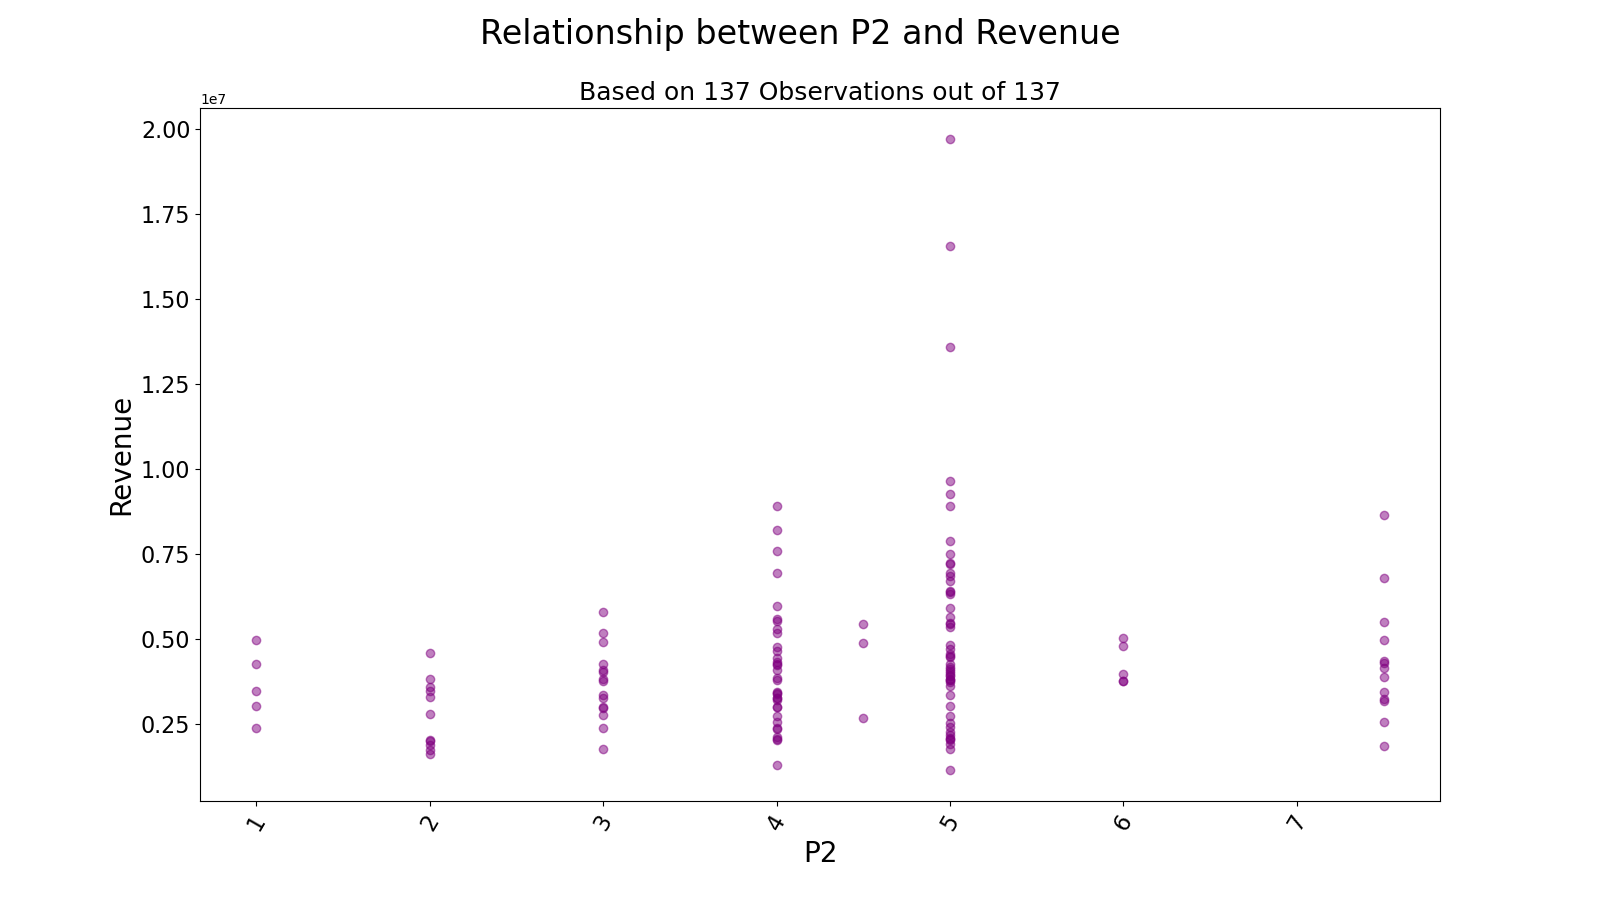 Relationship between P2 and Revenue
Based on 137 Observations out of 137
1e7
2.00
1.75
1.50
1.25
1.00
0.75
0.50
0.25
Revenue
1 2 3 4 5 6 7
P2